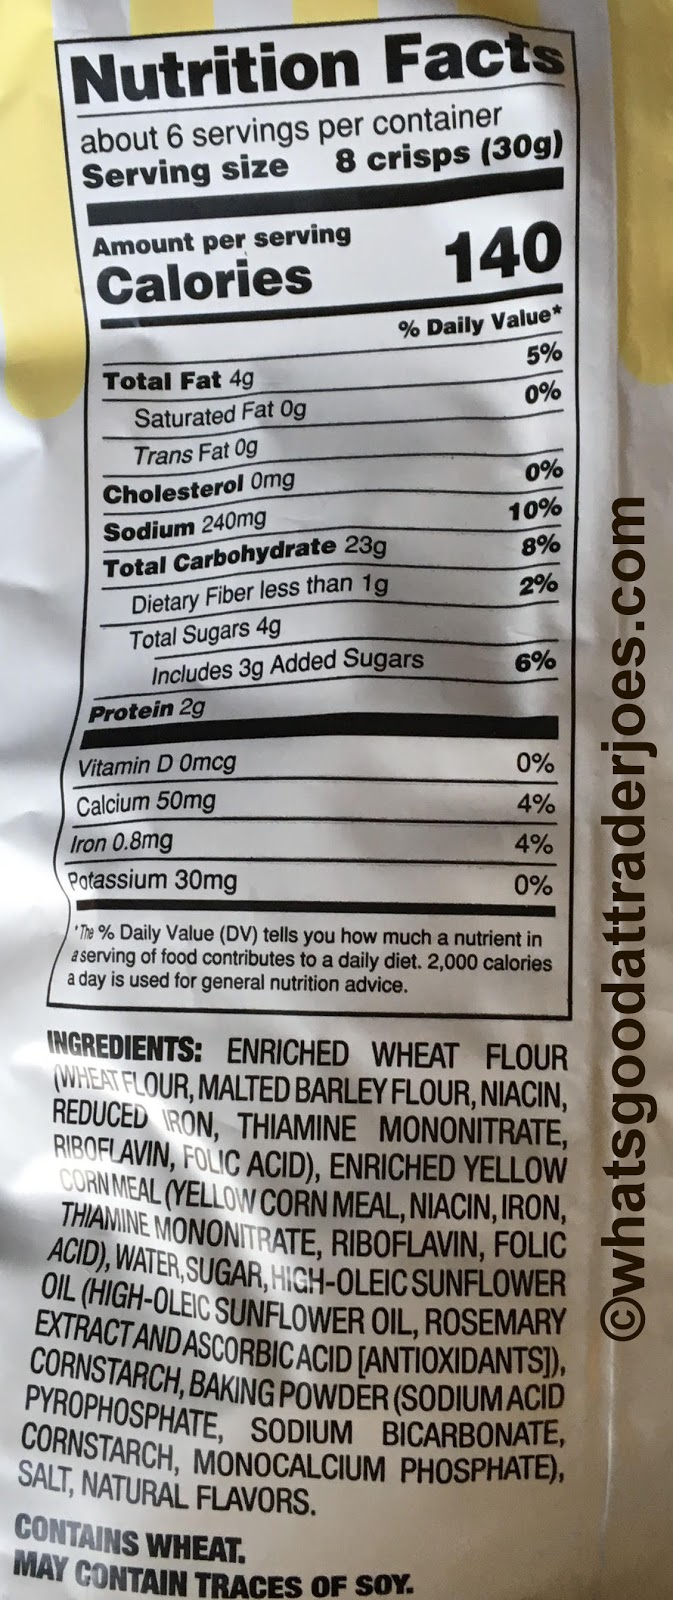 Nutrition Facts
about 6 servings per container
Serving size 8 crisps (30g)
Amount per serving
Calories 140
% Daily Value*
Total Fat 4g 5%
Saturated Fat 0g 0%
Trans Fat 0g
Cholesterol 0mg 0%
Sodium 240mg 10%
Total Carbohydrate 23g 8%
Dietary Fiber less than 1g 2%
Total Sugars 4g
Includes 3g Added Sugars 6%
Protein 2g
Vitamin D 0mcg 0%
Calcium 50mg 4%
Iron 0.8mg 4%
Potassium 30mg 0%
*The % Daily Value (DV) tells you how much a nutrient in
a serving of food contributes to a daily diet. 2,000 calories
a day is used for general nutrition advice.
INGREDIENTS: ENRICHED WHEAT FLOUR
(WHEAT FLOUR, MALTED BARLEY FLOUR, NIACIN,
REDUCED IRON, THIAMINE MONONITRATE,
RIBOFLAVIN, FOLIC ACID), ENRICHED YELLOW
CORN MEAL (YELLOW CORN MEAL, NIACIN, IRON,
THIAMINE MONONITRATE, RIBOFLAVIN, FOLIC
ACID), WATER, SUGAR, HIGH-OLEIC SUNFLOWER
OIL (HIGH-OLEIC SUNFLOWER OIL, ROSEMARY
EXTRACT AND ASCORBIC ACID [ANTIOXIDANTS]),
CORNSTARCH, BAKING POWDER (SODIUM ACID
PYROPHOSPHATE, SODIUM BICARBONATE,
CORNSTARCH, MONOCALCIUM PHOSPHATE),
SALT, NATURAL FLAVORS.
CONTAINS WHEAT.
MAY CONTAIN TRACES OF SOY.
©whatsgoodattraderjoes.com